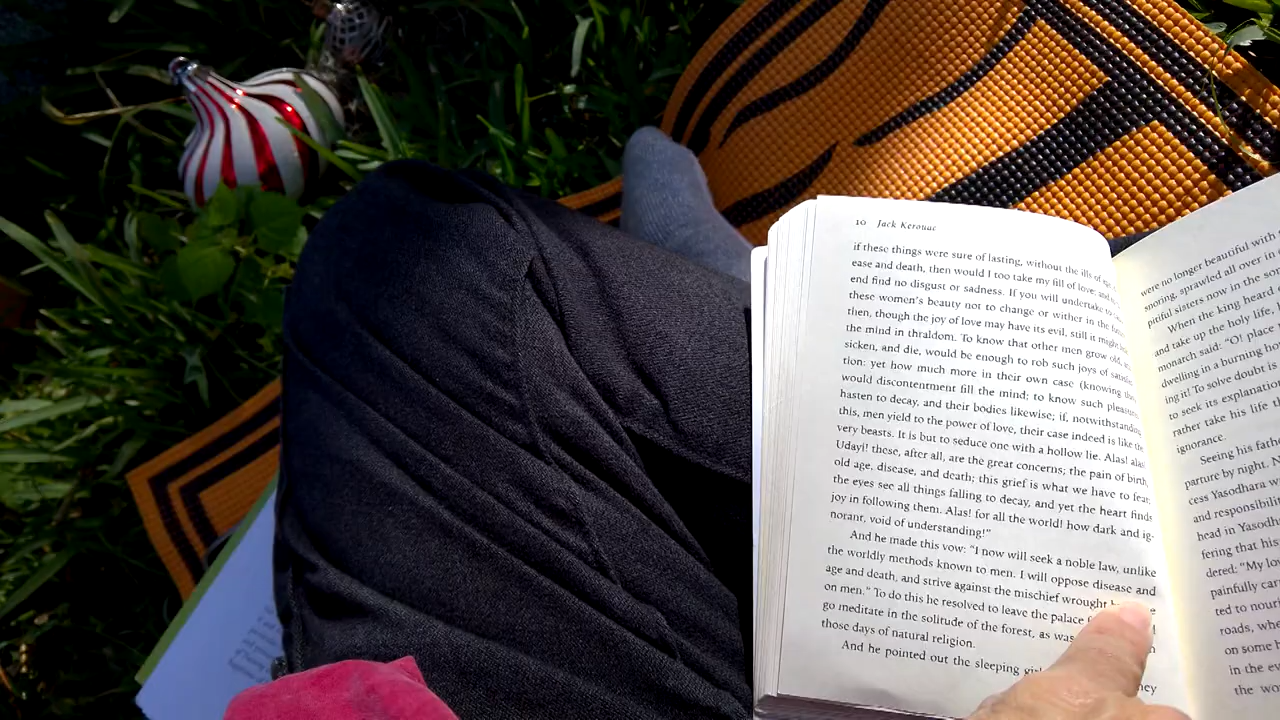 10 Jack Kerouac
if these things were sure of lasting, without the ills of age, dis-
ease and death, then would I too take my fill of love; and to the
end find no disgust or sadness. If you will undertake to
these women's beauty not to change or wither in the
then, though the joy of love may have its evil, still it might
the mind in thraldom. To know that other men grow old,
sicken, and die, would be enough to rob such joys of
tion: yet how much more in their own case (knowing this)
would discontentment fill the mind; to know such pleasures
hasten to decay, and their bodies likewise; if, notwithstanding
this, men yield to the power of love, their case indeed is like the
very beasts. It is but to seduce one with a hollow lie. Alas! alas!
Udayi! these, after all, are the great concerns; the pain of birth,
old age, disease, and death; this grief is what we have to fear;
the eyes see all things falling to decay, and yet the heart finds
joy in following them. Alas! for all the world! how dark and ig-
norant, void of understanding!"
And he made this vow: "I now will seek a noble law, unlike
the worldly methods known to men. I will oppose disease and
age and death, and strive against the mischief wrought
on men." To do this he resolved to leave the palace
go meditate in the solitude of the forest, as was
those days of natural religion.
And he pointed out the sleeping
were no longer beautiful with
snoring, sprawled all over in
pitiful sisters now in the
When the king heard
and take up the holy life,
monarch said: "O! place
dwelling in a burning
ing it! To solve doubt is
to seek its explanation
rather take his life
ignorance.
Seeing his
parture by night.
cess Yasodhara
and responsibili
head in Yasodh
fering that his
dered: "My
painfully
ted to
roads,
on some
in the
the